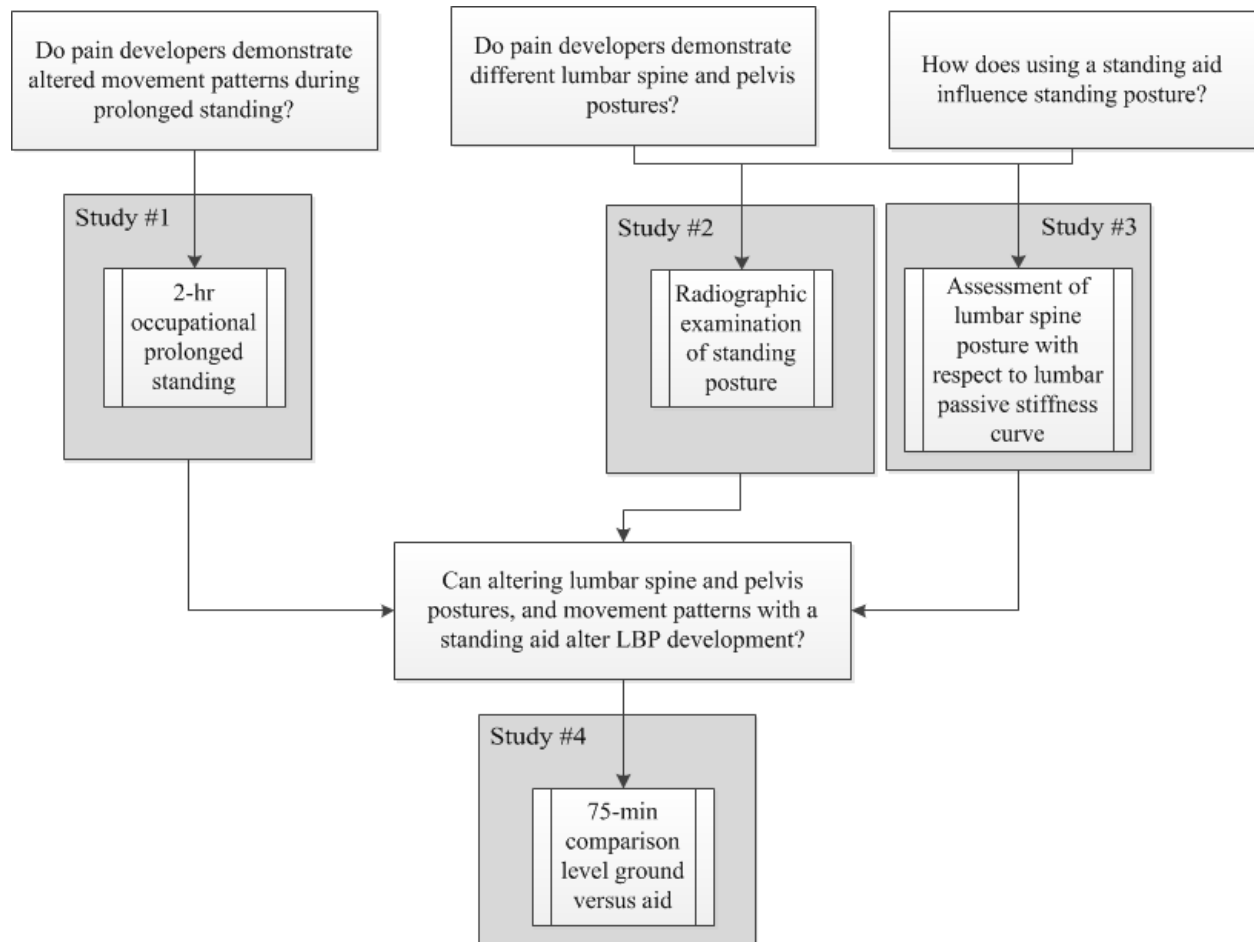 Do pain developers demonstrate
altered movement patterns during
prolonged standing?
Do pain developers demonstrate
different lumbar spine and pelvis
postures?
How does using a standing aid
influence standing posture?
Study #1
2-hr
occupational
prolonged
standing
Study #2
Radiographic
examination
of standing
posture
Study #3
Assessment of
lumbar spine
posture with
respect to lumbar
passive stiffness
curve
Can altering lumbar spine and pelvis
postures, and movement patterns with a
standing aid alter LBP development?
Study #4
75-min
comparison
level ground
versus aid